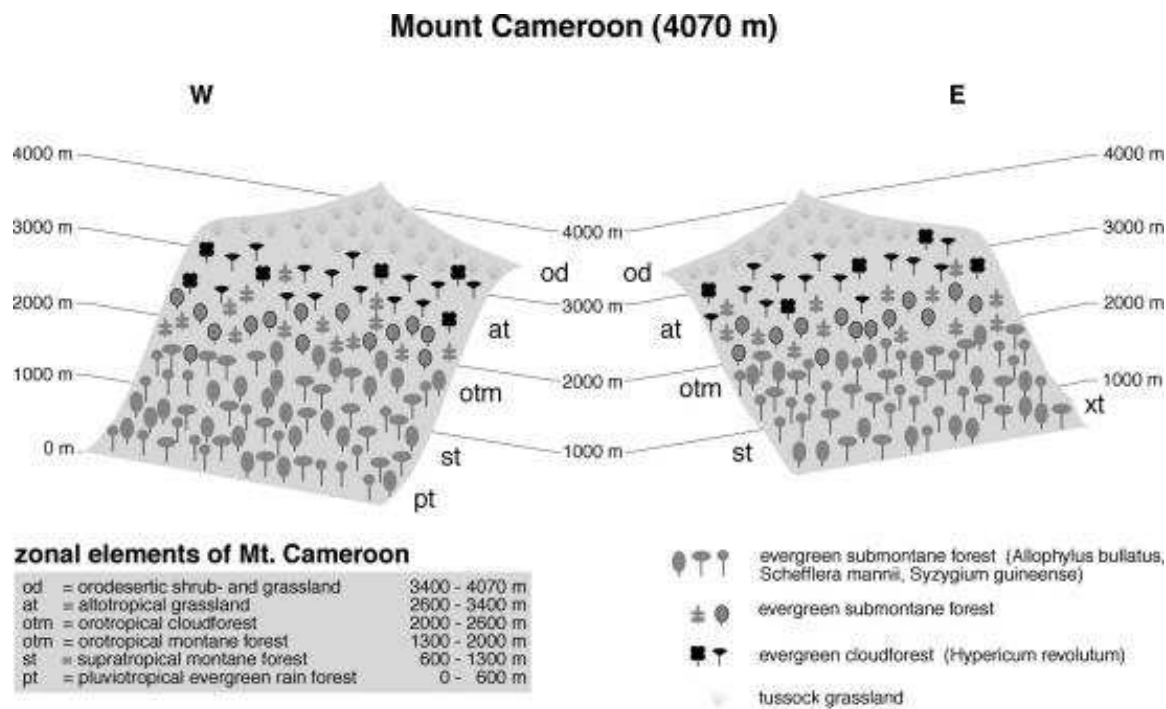 Mount Cameroon (4070 m)
W
E
4000 m
3000 m
2000 m
1000 m
0 m
4000 m
3000 m
2000 m
1000 m
4000 m
3000 m
2000 m
1000 m
od
at
otm
st
pt
od
at
otm
st
xt
zonal elements of Mt. Cameroon
od = orodesertic shrub- and grassland 3400 - 4070 m
at = altotropical grassland 2600 - 3400 m
otm = orotropical cloudforest 2000 - 2600 m
otm = orotropical montane forest 1300 - 2000 m
st = supratropical montane forest 600 - 1300 m
pt = pluviotropical evergreen rain forest 0 - 600 m
evergreen submontane forest (Allophylus bullatus,
Schefflera mannii, Syzygium guineense)
evergreen submontane forest
evergreen cloudforest (Hypericum revolutum)
tussock grassland